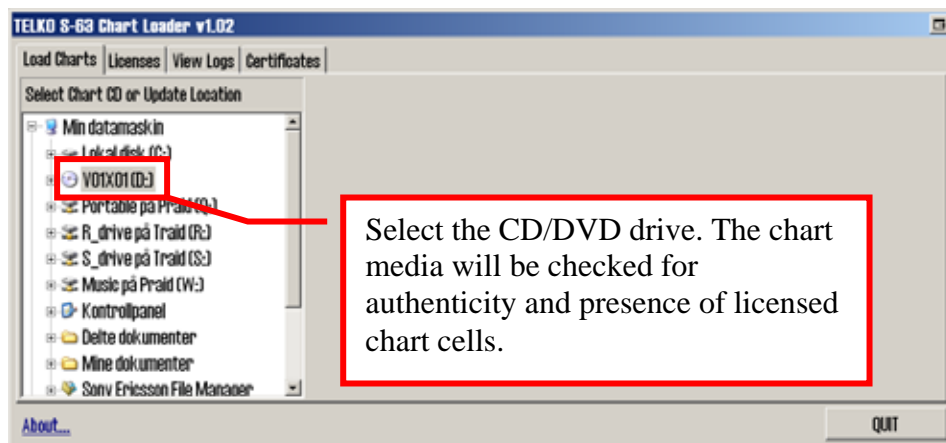 TELKO S-63 Chart Loader v1.02
Load Charts Licenses View Logs Certificates
Select Chart CD or Update Location
Min datamaskin
Lokal disk (C:)
V01X01 (D:)
Portable på Praid (Q:)
R_drive på Traid (R:)
S_drive på Traid (S:)
Music på Praid (W:)
Kontrollpanel
Delte dokumenter
Mine dokumenter
Sony Ericsson File Manager
Select the CD/DVD drive. The chart
media will be checked for
authenticity and presence of licensed
chart cells.
About...
QUIT